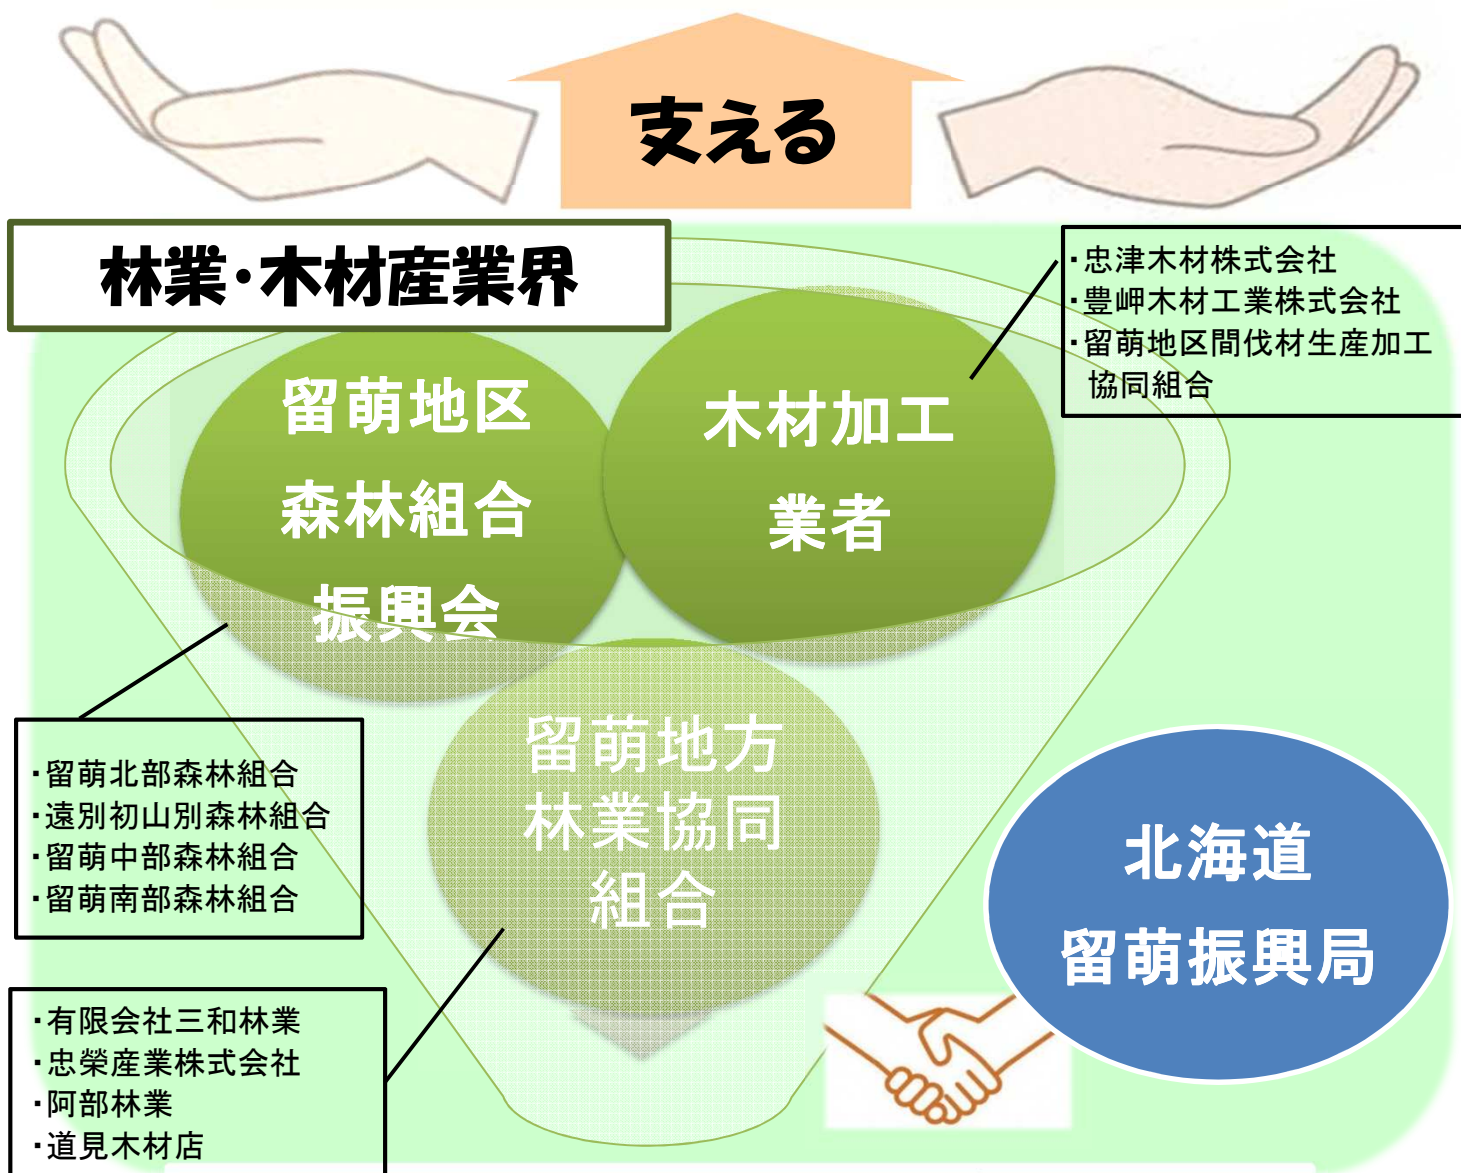 支える
林業・木材産業界
・忠津木材株式会社
・豊岬木材工業株式会社
・留萌地区間伐材生産加工
協同組合
留萌地区
森林組合
振興会
木材加工
業者
・留萌北部森林組合
・遠別初山別森林組合
・留萌中部森林組合
・留萌南部森林組合
留萌地方
林業協同
組合
北海道
留萌振興局
・有限会社三和林業
・忠榮産業株式会社
・阿部林業
・道見木材店